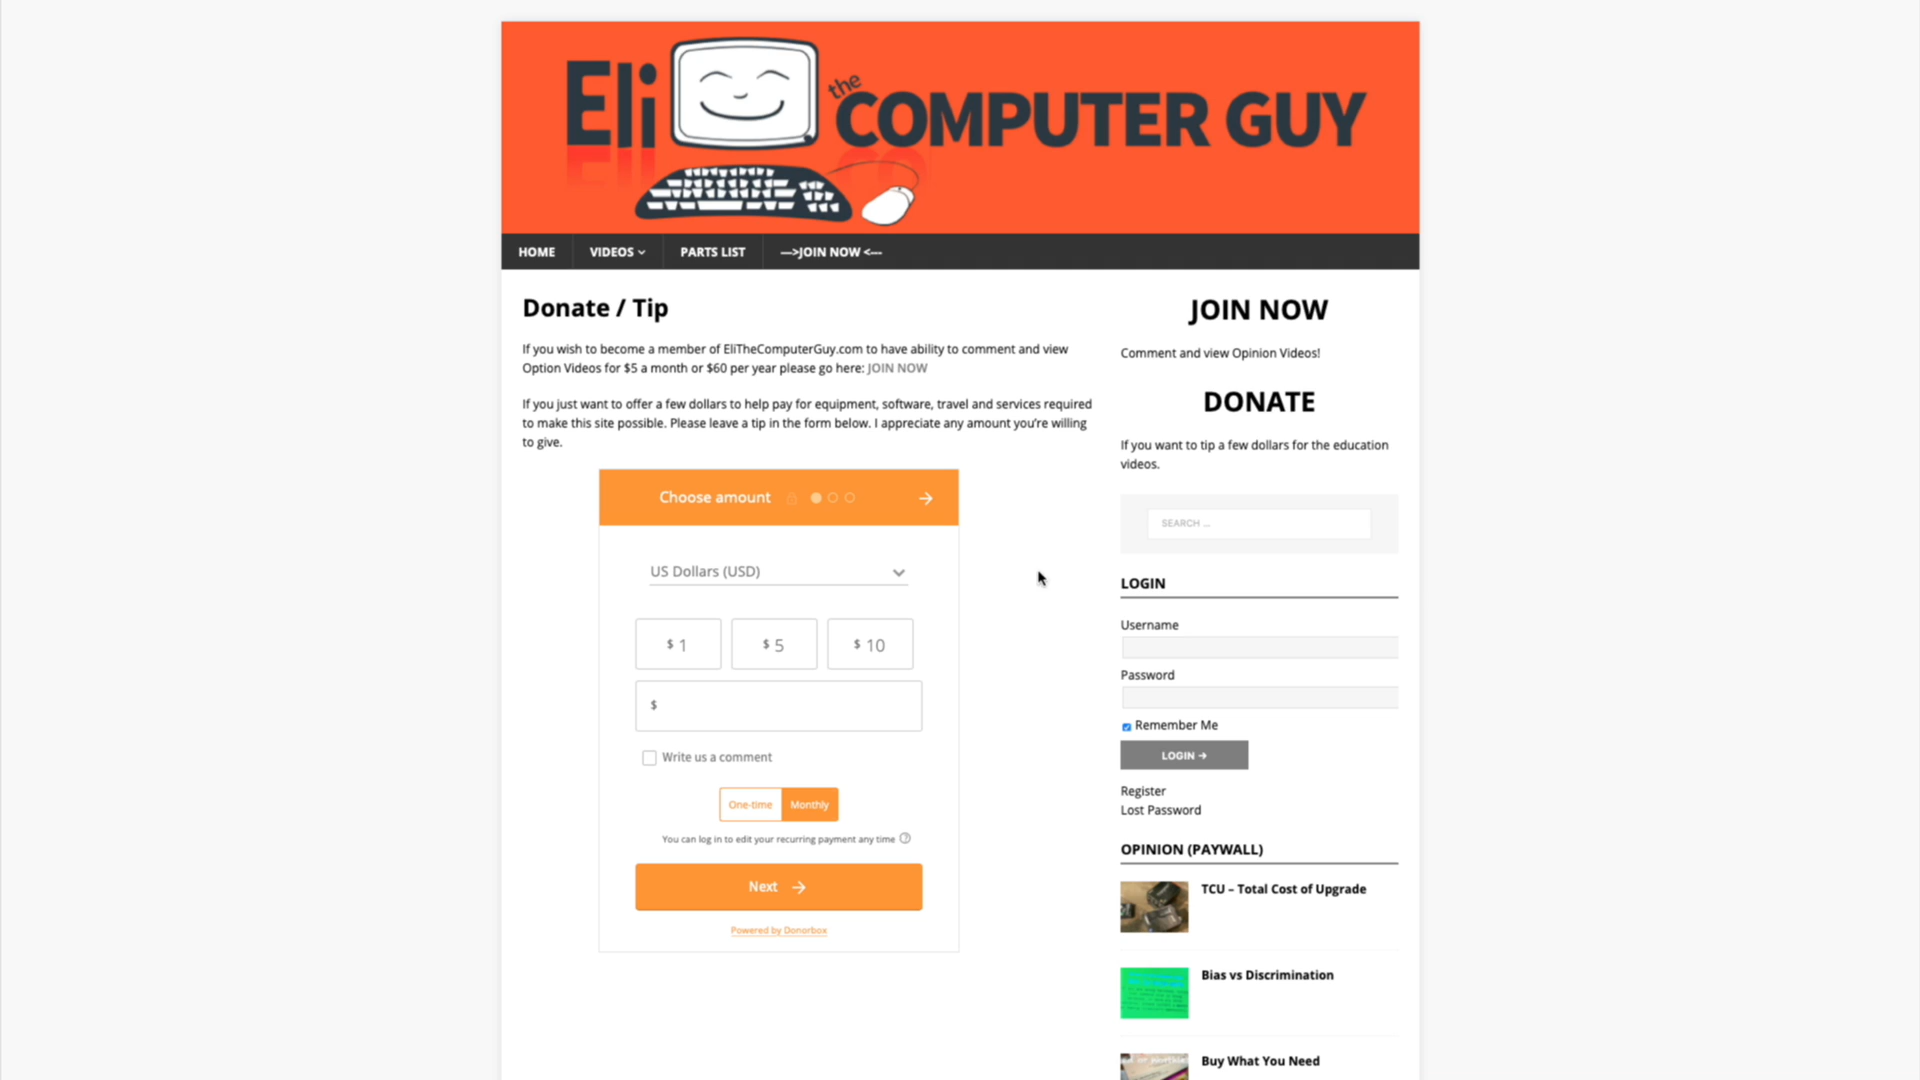 Eli the COMPUTER GUY
HOME
VIDEOS
PARTS LIST
--->JOIN NOW <---
Donate / Tip
If you wish to become a member of EliTheComputerGuy.com to have ability to comment and view
Option Videos for $5 a month or $60 per year please go here: JOIN NOW
If you just want to offer a few dollars to help pay for equipment, software, travel and services required
to make this site possible. Please leave a tip in the form below. I appreciate any amount you're willing
to give.
Choose amount
US Dollars (USD)
$ 1
$ 5
$ 10
$
Write us a comment
One-time
Monthly
You can log in to edit your recurring payment any time ?
Next
Powered by Donorbox
JOIN NOW
Comment and view Opinion Videos!
DONATE
If you want to tip a few dollars for the education
videos.
SEARCH ...
LOGIN
Username
Password
Remember Me
LOGIN →
Register
Lost Password
OPINION (PAYWALL)
TCU – Total Cost of Upgrade
Bias vs Discrimination
Buy What You Need